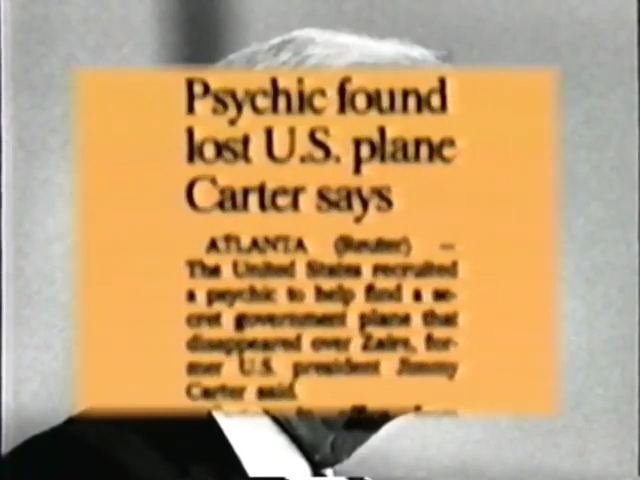 Psychic found
lost U.S. plane
Carter says
ATLANTA (Reuter) —
The United States recruited
a psychic to help find a se-
cret government plane that
disappeared over Zaire, for-
mer U.S. president Jimmy
Carter said.